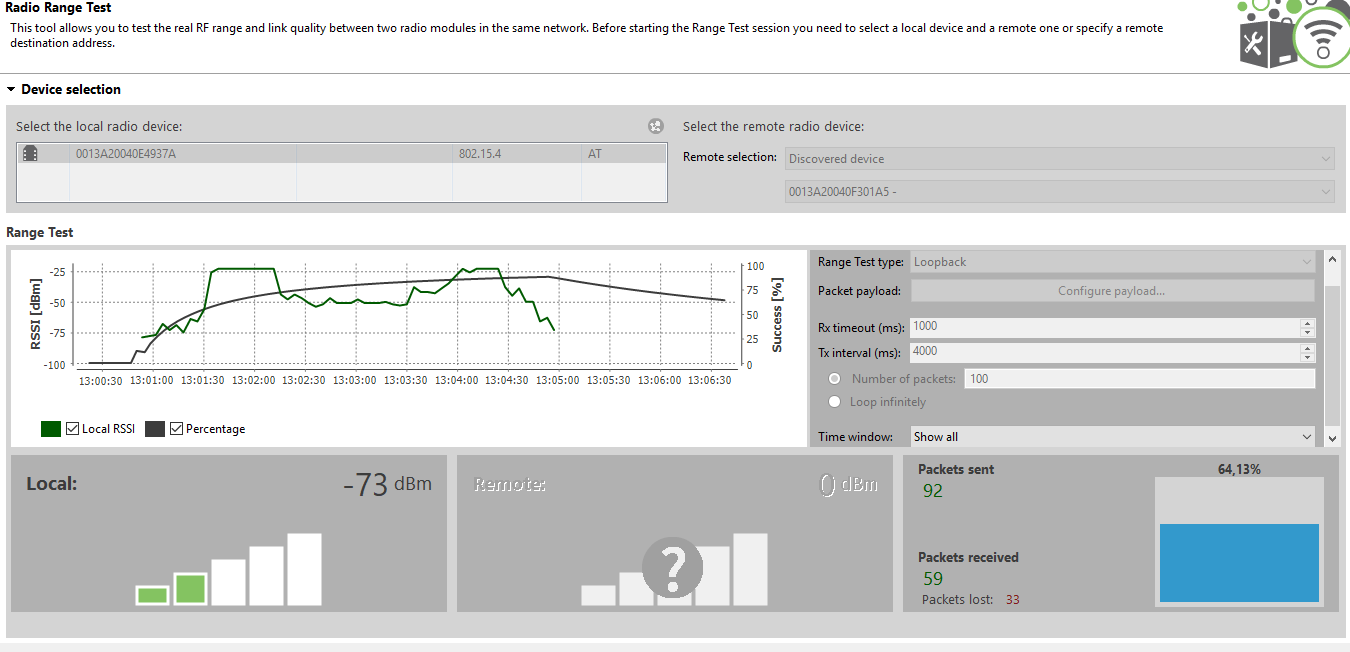 Radio Range Test
This tool allows you to test the real RF range and link quality between two radio modules in the same network. Before starting the Range Test session you need to select a local device and a remote one or specify a remote
destination address.
Device selection
Select the local radio device:
0013A20040E4937A 802.15.4 AT
Select the remote radio device:
Remote selection: Discovered device
0013A20040F301A5 -
Range Test
RSSI [dBm]
-25
-50
-75
-100
100
75
50
25
0
Success [%]
13:00:30 13:01:00 13:01:30 13:02:00 13:02:30 13:03:00 13:03:30 13:04:00 13:04:30 13:05:00 13:05:30 13:06:00 13:06:30
Local RSSI Percentage
Range Test type: Loopback
Packet payload: Configure payload...
Rx timeout (ms): 1000
Tx interval (ms): 4000
Number of packets: 100
Loop infinitely
Time window: Show all
Local: -73 dBm
Remote: 0 dBm
?
Packets sent
92
Packets received
59
Packets lost: 33
64,13%